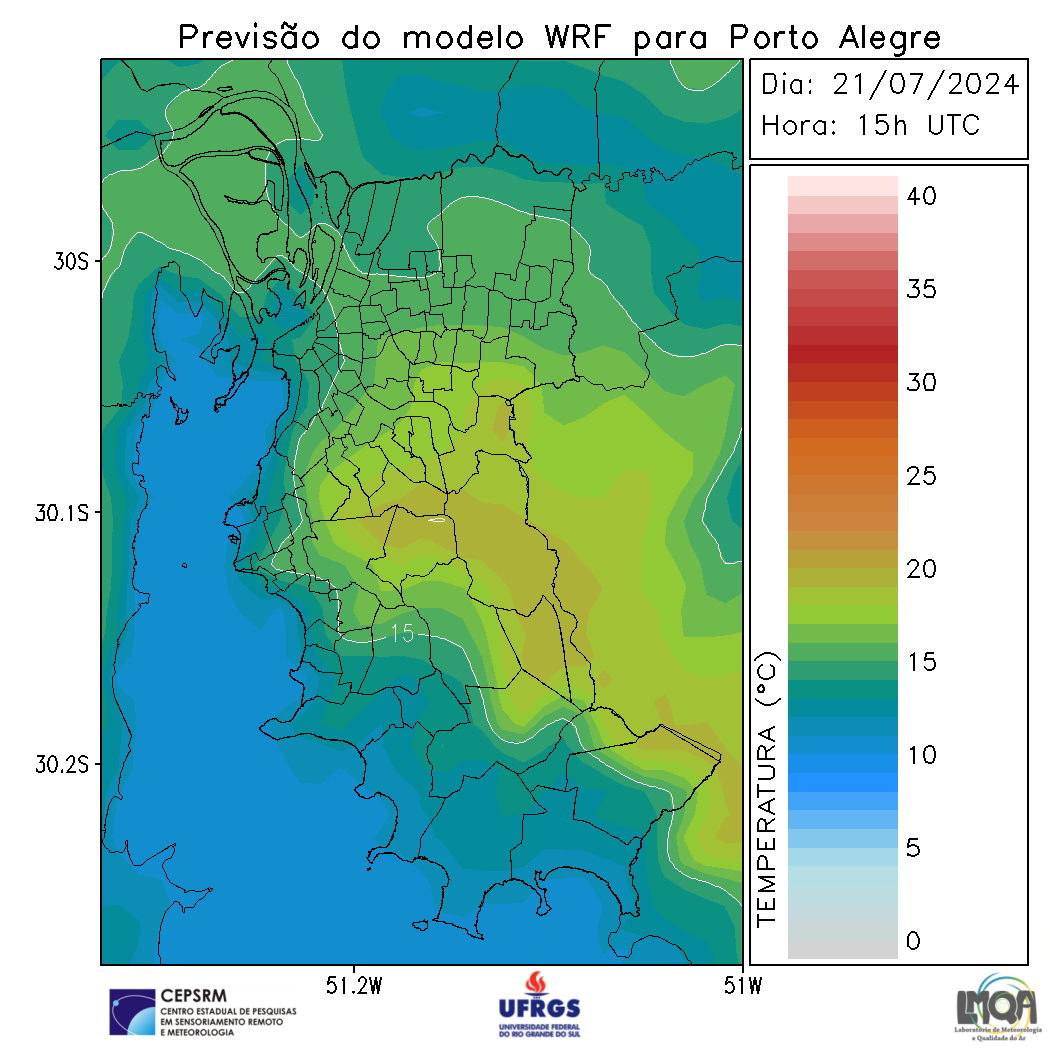 Previsão do modelo WRF para Porto Alegre
Dia: 21/07/2024
Hora: 15h UTC
40
35
30
25
20
15
10
5
0
TEMPERATURA (°C)
30S
30.1S
30.2S
15
51.2W
51W
CEPSRM
CENTRO ESTADUAL DE PESQUISAS
EM SENSORIAMENTO REMOTO
E METEOROLOGIA
UFRGS
UNIVERSIDADE FEDERAL
DO RIO GRANDE DO SUL
LMQA
Laboratório de Meteorologia
e Qualidade do Ar